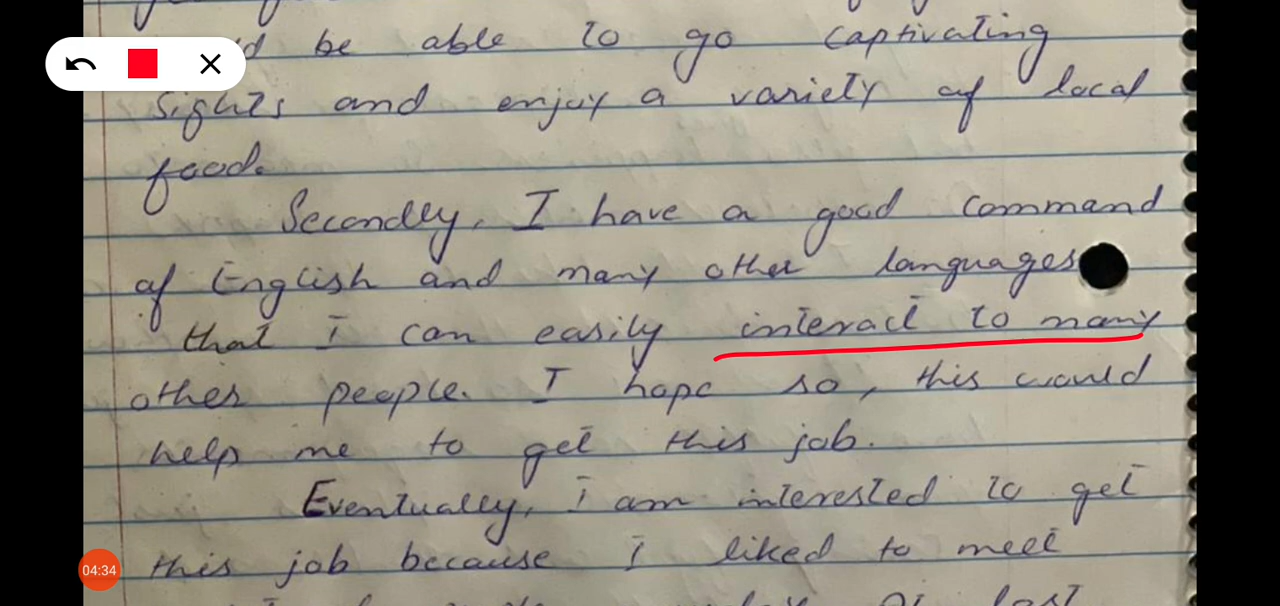 be able to go captivating
sights and enjoy a variety of local
food.
Secondly, I have a good command
of English and many other languages
that I can easily interact to many
other people. I hope so, this would
help me to get this job.
Eventually, I am interested to get
this job because I liked to meet
04:34